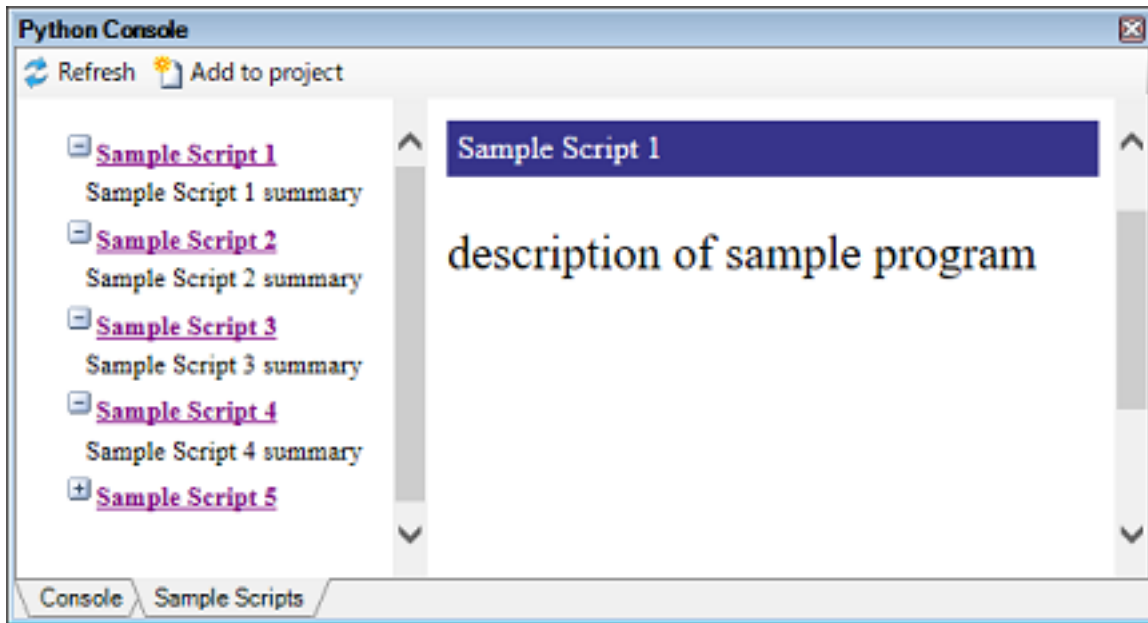 Python Console
Refresh Add to project
Sample Script 1
Sample Script 1 summary
Sample Script 2
Sample Script 2 summary
Sample Script 3
Sample Script 3 summary
Sample Script 4
Sample Script 4 summary
Sample Script 5
Sample Script 1
description of sample program
Console Sample Scripts